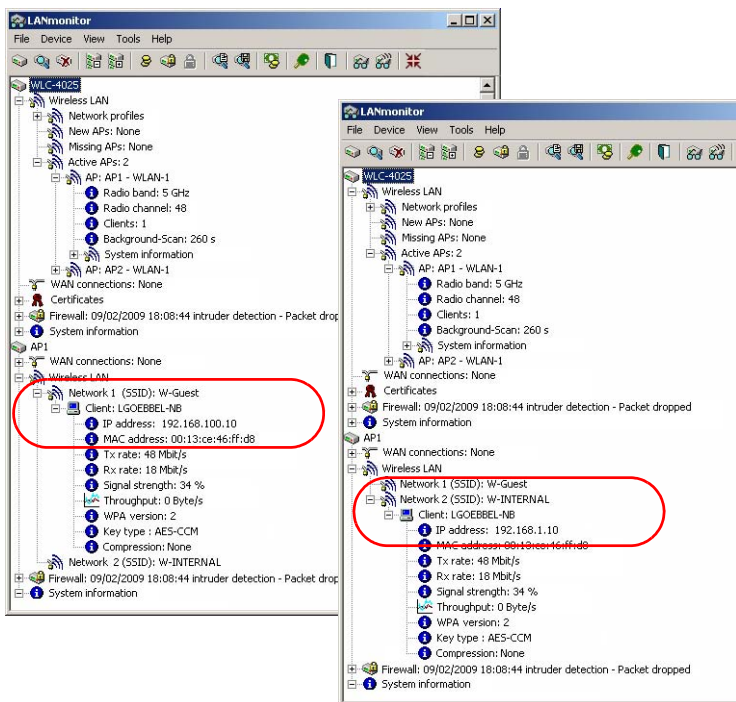 LANmonitor
File Device View Tools Help
WLC-4025
Wireless LAN
Network profiles
New APs: None
Missing APs: None
Active APs: 2
AP: AP1 - WLAN-1
Radio band: 5 GHz
Radio channel: 48
Clients: 1
Background-Scan: 260 s
System information
AP: AP2 - WLAN-1
WAN connections: None
Certificates
Firewall: 09/02/2009 18:08:44 intruder detection - Packet drop
System information
AP1
WAN connections: None
Wireless LAN
Network 1 (SSID): W-Guest
Client: LGOEBBEL-NB
IP address: 192.168.100.10
MAC address: 00:13:ce:46:ff:d8
Tx rate: 48 Mbit/s
Rx rate: 18 Mbit/s
Signal strength: 34 %
Throughput: 0 Byte/s
WPA version: 2
Key type : AES-CCM
Compression: None
Network 2 (SSID): W-INTERNAL
Firewall: 09/02/2009 18:08:44 intruder detection - Packet drop
System information
LANmonitor
File Device View Tools Help
WLC-4025
Wireless LAN
Network profiles
New APs: None
Missing APs: None
Active APs: 2
AP: AP1 - WLAN-1
Radio band: 5 GHz
Radio channel: 48
Clients: 1
Background-Scan: 260 s
System information
AP: AP2 - WLAN-1
WAN connections: None
Certificates
Firewall: 09/02/2009 18:08:44 intruder detection - Packet dropped
System information
AP1
WAN connections: None
Wireless LAN
Network 1 (SSID): W-Guest
Network 2 (SSID): W-INTERNAL
Client: LGOEBBEL-NB
IP address: 192.168.1.10
MAC address: 00:13:ce:46:ff:d8
Tx rate: 48 Mbit/s
Rx rate: 18 Mbit/s
Signal strength: 34 %
Throughput: 0 Byte/s
WPA version: 2
Key type : AES-CCM
Compression: None
Firewall: 09/02/2009 18:08:44 intruder detection - Packet dropped
System information